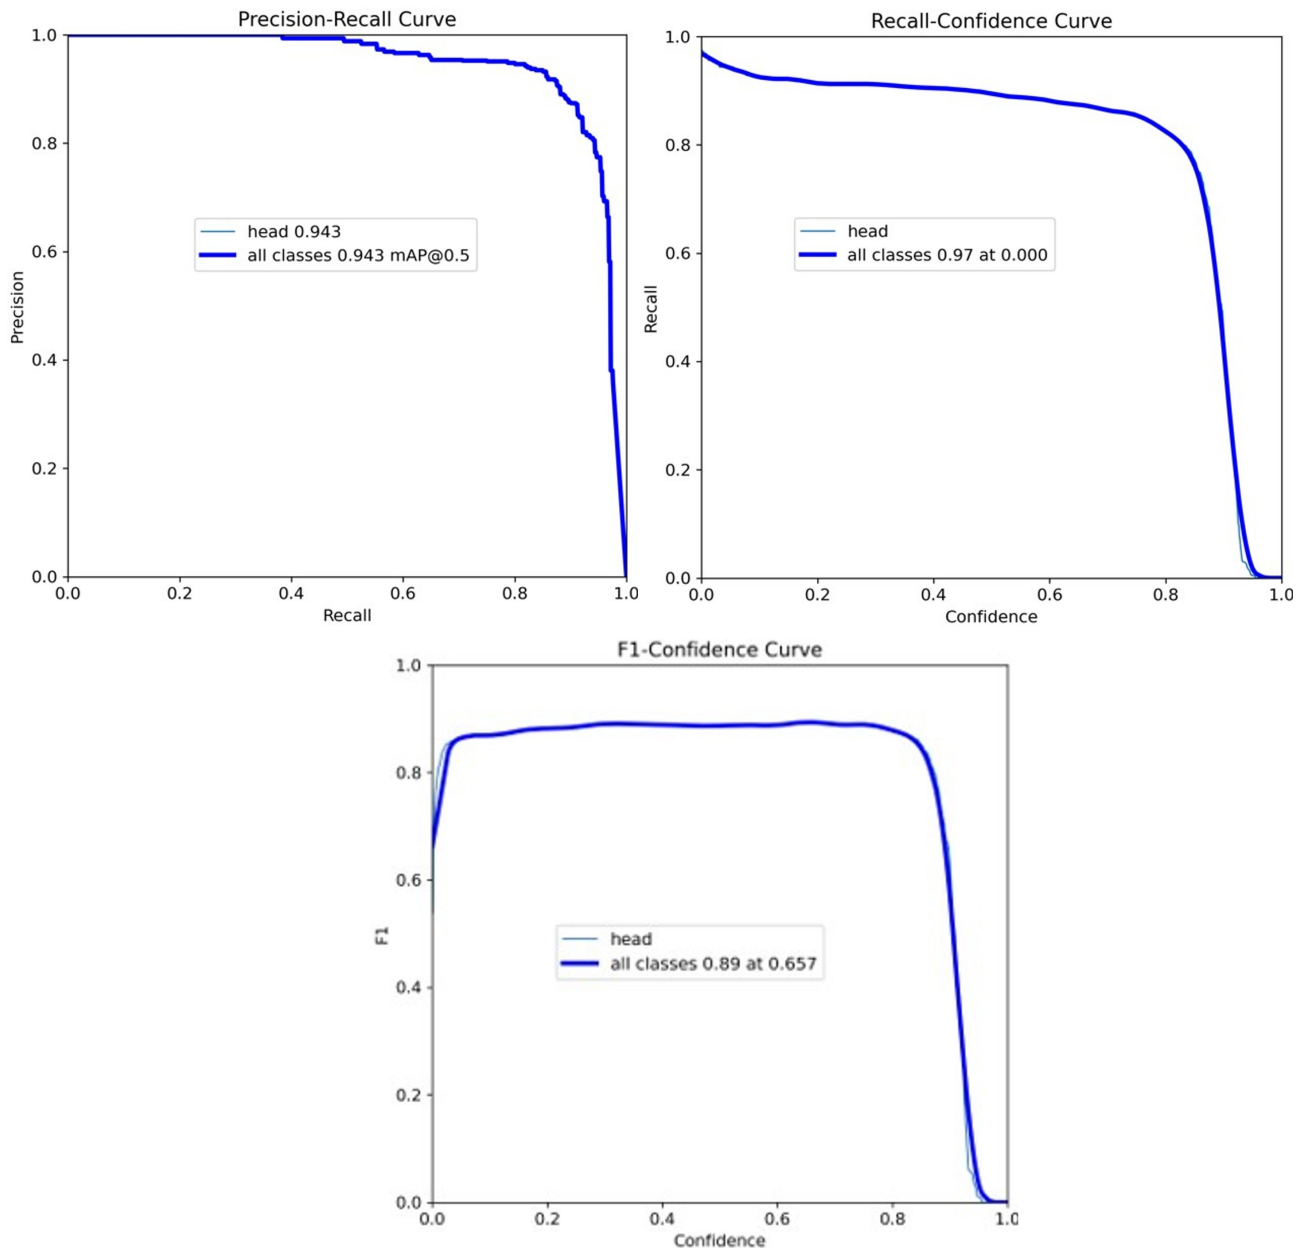 Precision-Recall Curve
1.0
0.8
0.6
0.4
0.2
0.0
Precision
head 0.943
all classes 0.943 mAP@0.5
0.0 0.2 0.4 0.6 0.8 1.0
Recall
Recall-Confidence Curve
1.0
0.8
0.6
0.4
0.2
0.0
Recall
head
all classes 0.97 at 0.000
0.0 0.2 0.4 0.6 0.8 1.0
Confidence
F1-Confidence Curve
1.0
0.8
0.6
0.4
0.2
0.0
F1
head
all classes 0.89 at 0.657
0.0 0.2 0.4 0.6 0.8 1.0
Confidence